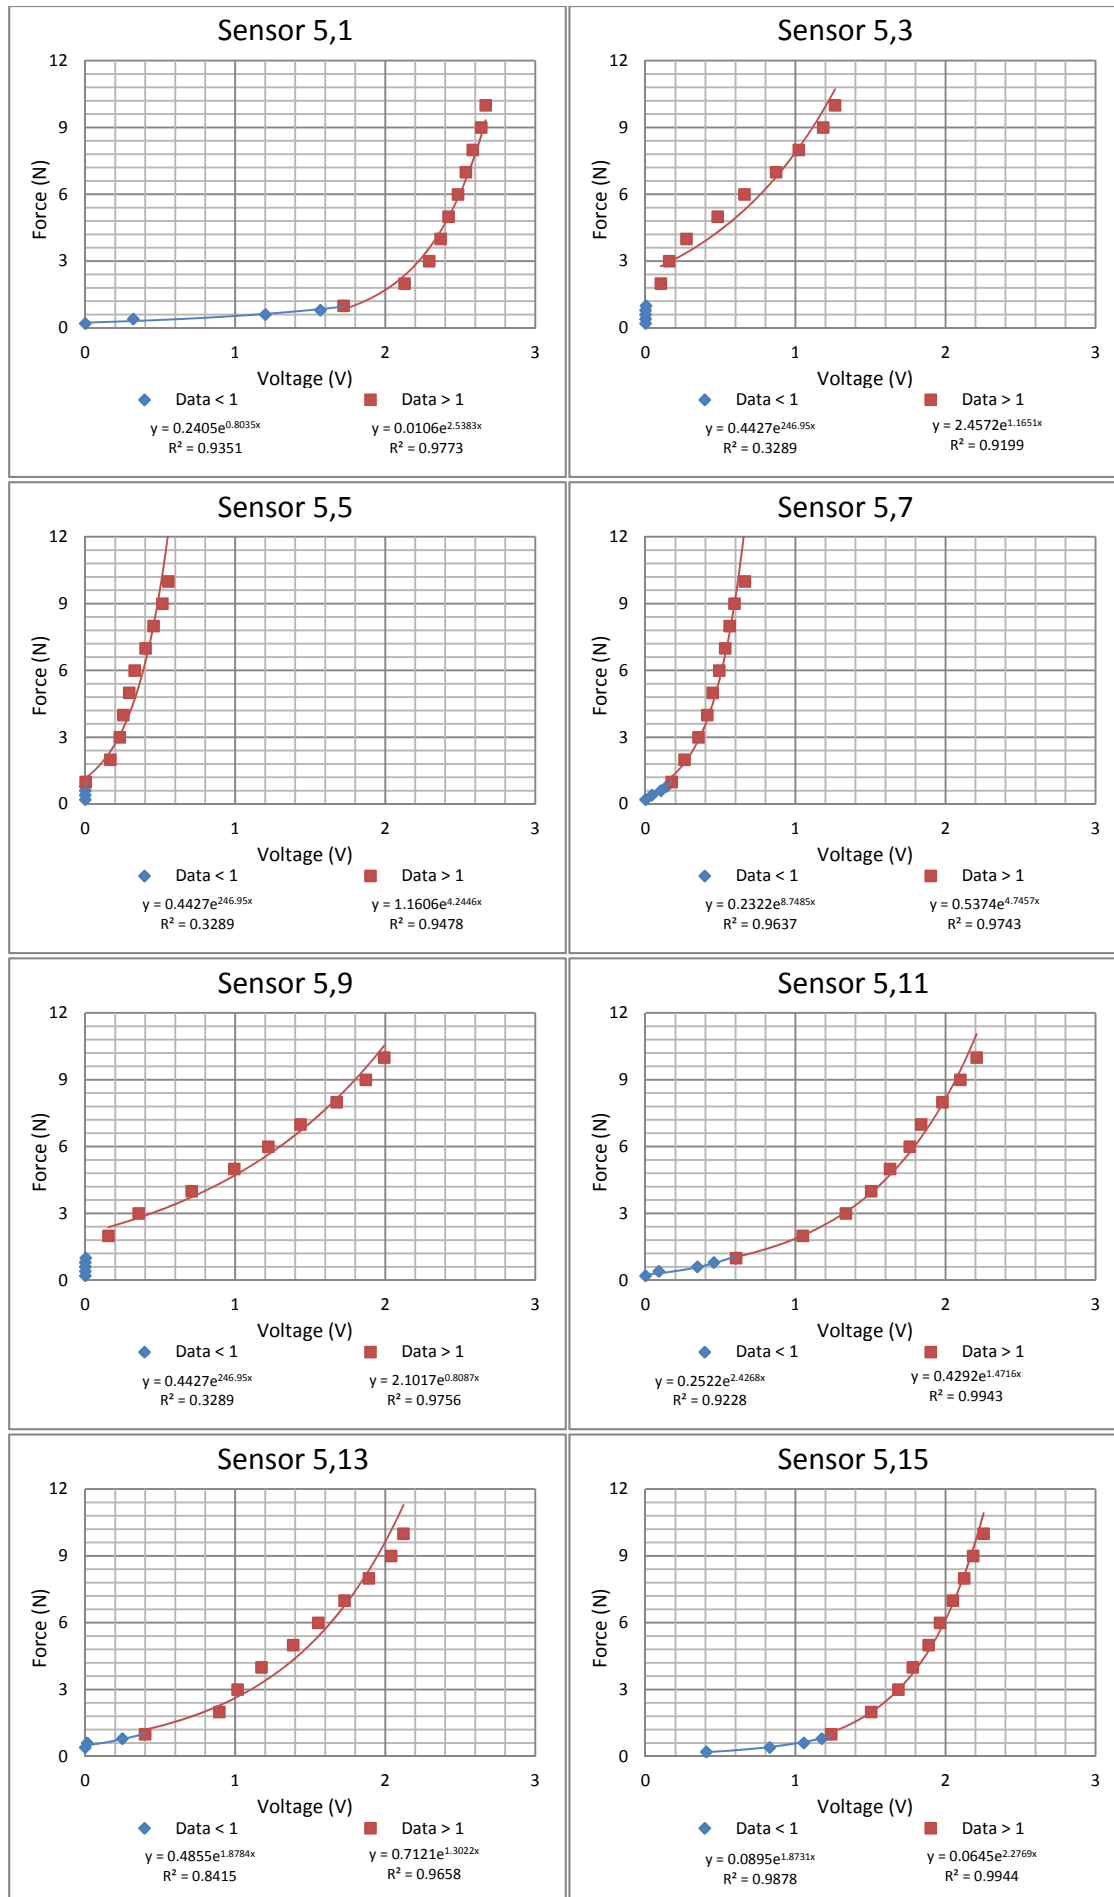 Sensor 5,1
12
9
6
3
0
0 1 2 3
Force (N)
Voltage (V)
Data < 1 Data > 1
y = 0.2405e^0.8035x y = 0.0106e^2.5383x
R² = 0.9351 R² = 0.9773
Sensor 5,3
12
9
6
3
0
0 1 2 3
Force (N)
Voltage (V)
Data < 1 Data > 1
y = 0.4427e^246.95x y = 2.4572e^1.1651x
R² = 0.3289 R² = 0.9199
Sensor 5,5
12
9
6
3
0
0 1 2 3
Force (N)
Voltage (V)
Data < 1 Data > 1
y = 0.4427e^246.95x y = 1.1606e^4.2446x
R² = 0.3289 R² = 0.9478
Sensor 5,7
12
9
6
3
0
0 1 2 3
Force (N)
Voltage (V)
Data < 1 Data > 1
y = 0.2322e^8.7485x y = 0.5374e^4.7457x
R² = 0.9637 R² = 0.9743
Sensor 5,9
12
9
6
3
0
0 1 2 3
Force (N)
Voltage (V)
Data < 1 Data > 1
y = 0.4427e^246.95x y = 2.1017e^0.8087x
R² = 0.3289 R² = 0.9756
Sensor 5,11
12
9
6
3
0
0 1 2 3
Force (N)
Voltage (V)
Data < 1 Data > 1
y = 0.2522e^2.4268x y = 0.4292e^1.4716x
R² = 0.9228 R² = 0.9943
Sensor 5,13
12
9
6
3
0
0 1 2 3
Force (N)
Voltage (V)
Data < 1 Data > 1
y = 0.4855e^1.8784x y = 0.7121e^1.3022x
R² = 0.8415 R² = 0.9658
Sensor 5,15
12
9
6
3
0
0 1 2 3
Force (N)
Voltage (V)
Data < 1 Data > 1
y = 0.0895e^1.8731x y = 0.0645e^2.2769x
R² = 0.9878 R² = 0.9944